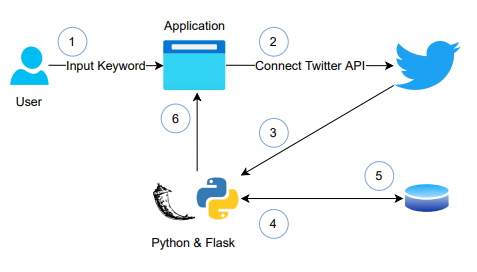 Application
1
2
Input Keyword
Connect Twitter API
User
6
3
5
4
Python & Flask